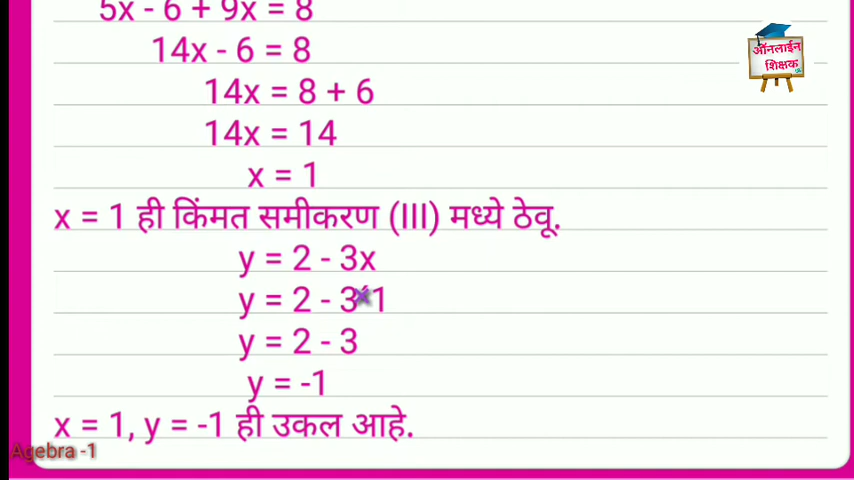 5x - 6 + 9x = 8
14x - 6 = 8
ऑनलाईन
शिक्षक
14x = 8 + 6
14x = 14
x = 1
x = 1 ही किंमत समीकरण (III) मध्ये ठेवू.
y = 2 - 3x
y = 2 - 3×1
y = 2 - 3
y = -1
x = 1, y = -1 ही उकल आहे.
Agebra -1